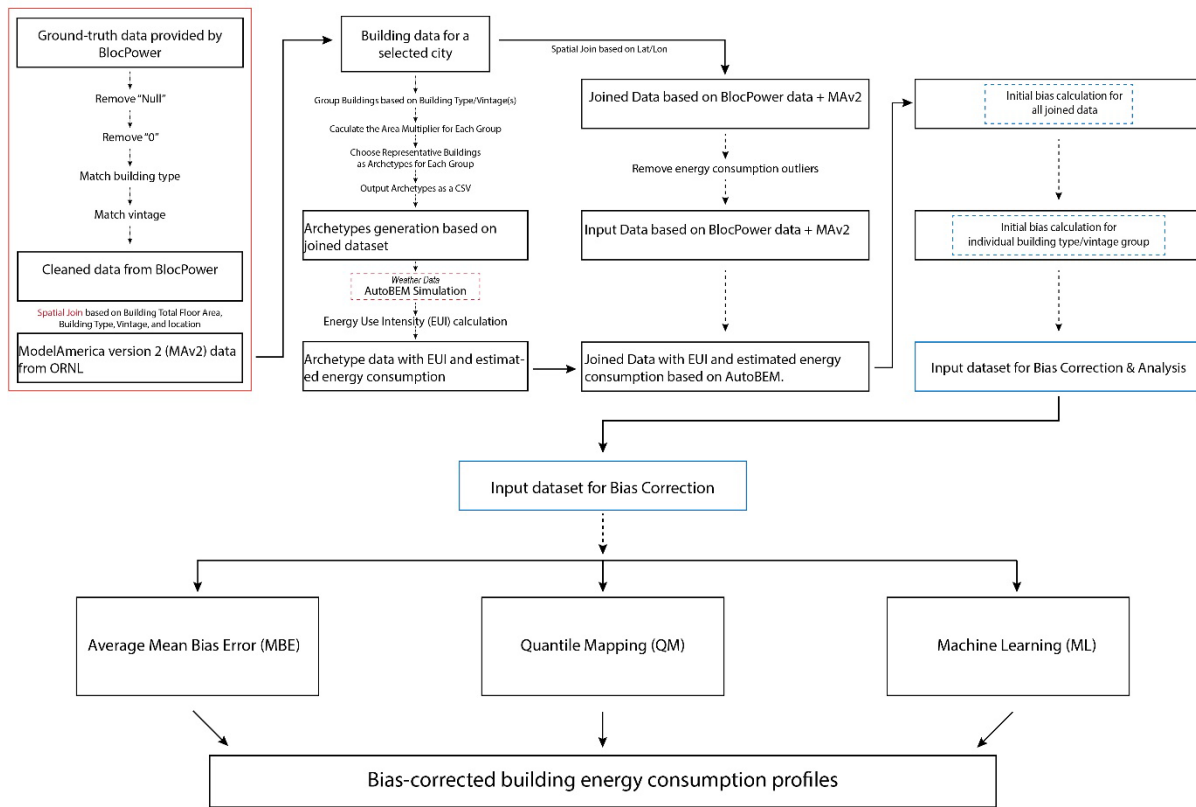 Ground-truth data provided by
BlocPower
Remove “Null”
Remove “0”
Match building type
Match vintage
Cleaned data from BlocPower
Spatial Join based on Building Total Floor Area,
Building Type, Vintage, and location
ModelAmerica version 2 (MAv2) data
from ORNL
Building data for a
selected city
Group Buildings based on Building Type/Vintage(s)
Caculate the Area Multiplier for Each Group
Choose Representative Buildings
as Archetypes for Each Group
Output Archetypes as a CSV
Archetypes generation based on
joined dataset
Weather Data
AutoBEM Simulation
Energy Use Intensity (EUI) calculation
Archetype data with EUI and estimat-
ed energy consumption
Spatial Join based on Lat/Lon
Joined Data based on BlocPower data + MAv2
Remove energy consumption outliers
Input Data based on BlocPower data + MAv2
Joined Data with EUI and estimated energy
consumption based on AutoBEM.
Initial bias calculation for
all joined data
Initial bias calculation for
individual building type/vintage group
Input dataset for Bias Correction & Analysis
Input dataset for Bias Correction
Average Mean Bias Error (MBE)
Quantile Mapping (QM)
Machine Learning (ML)
Bias-corrected building energy consumption profiles